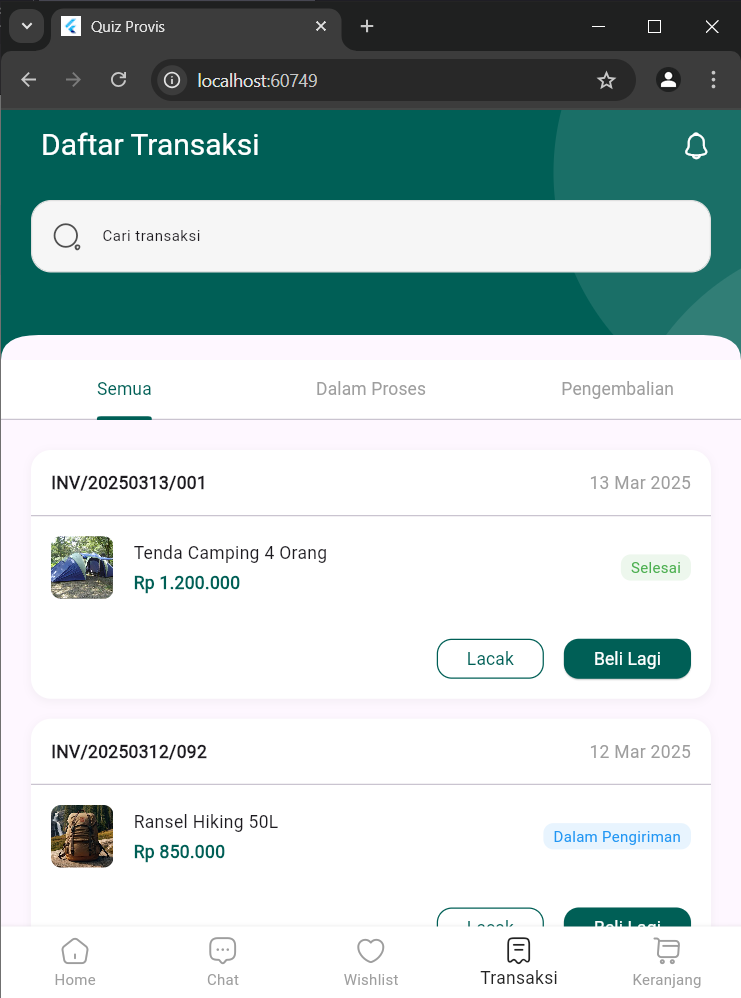 Quiz Provis
localhost:60749
Daftar Transaksi
Cari transaksi
Semua Dalam Proses Pengembalian
INV/20250313/001 13 Mar 2025
Tenda Camping 4 Orang
Rp 1.200.000
Selesai
Lacak Beli Lagi
INV/20250312/092 12 Mar 2025
Ransel Hiking 50L
Rp 850.000
Dalam Pengiriman
Lacak Beli Lagi
Home Chat Wishlist Transaksi Keranjang